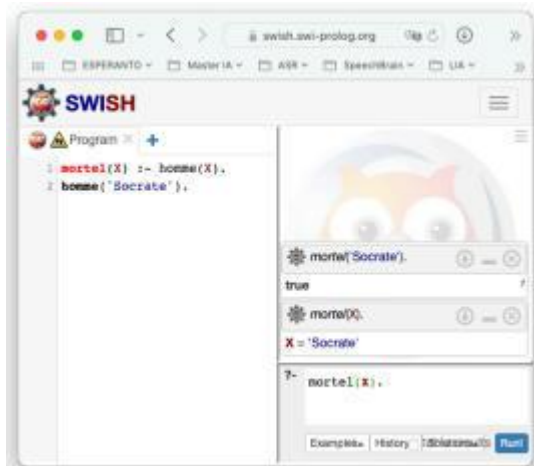 swish.swi-prolog.org
ESPERANTO
Master IA
ASR
SpeechBrain
LIA
SWISH
Program
1 mortel(X) :- homme(X).
2 homme('Socrate').
mortel('Socrate').
true
mortel(X).
X = 'Socrate'
?- mortel(X).
Examples History Run!